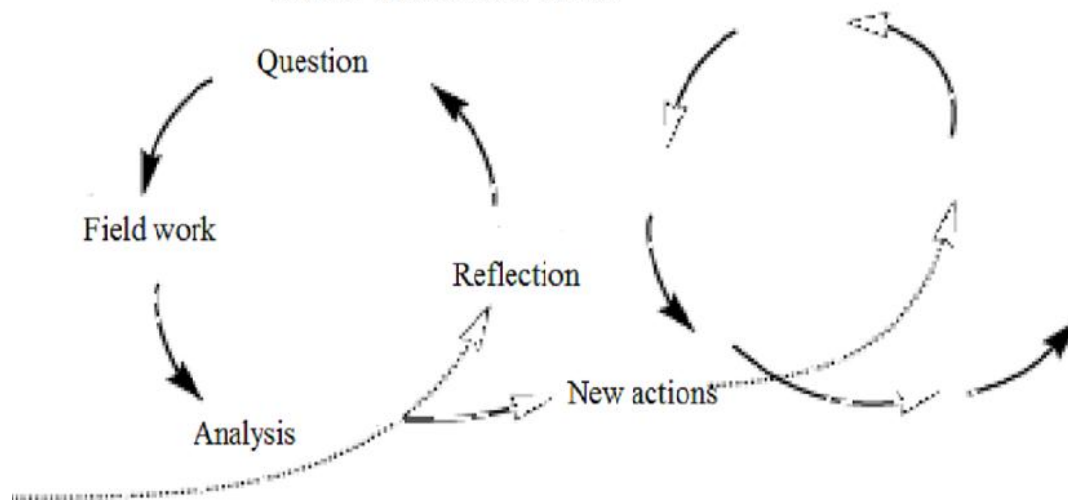 Question
Field work
Reflection
New actions
Analysis